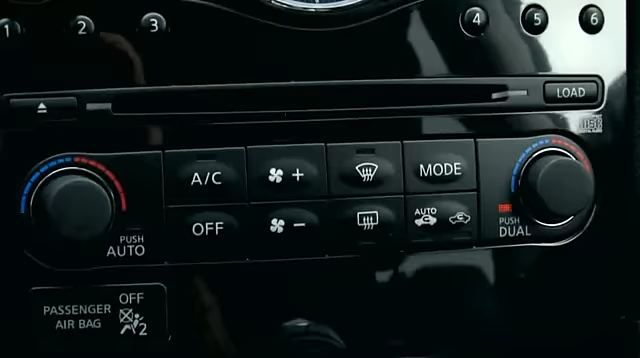 1 2 3 4 5 6
LOAD
A/C + MODE
OFF - AUTO
PUSH
AUTO
PUSH
DUAL
PASSENGER
AIR BAG
OFF
2